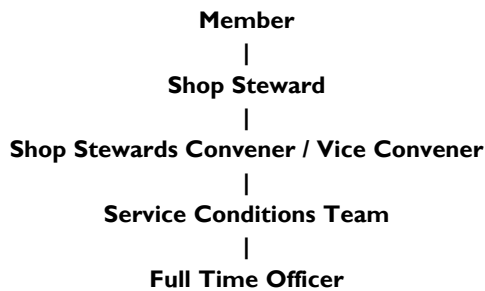 Member
|
Shop Steward
|
Shop Stewards Convener / Vice Convener
|
Service Conditions Team
|
Full Time Officer